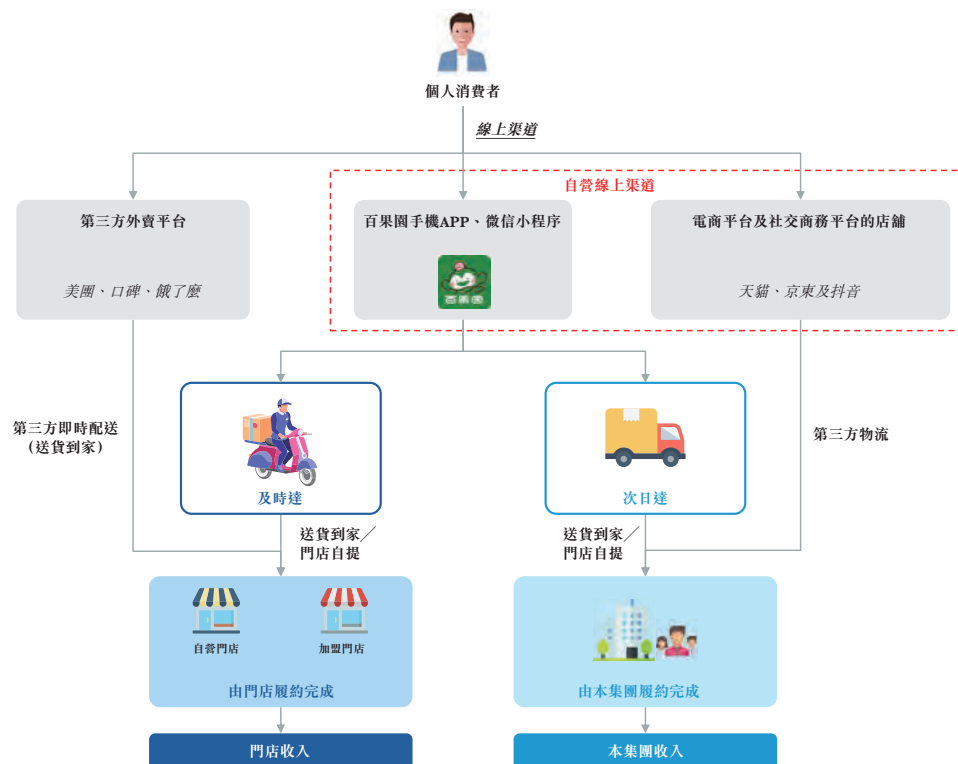 個人消費者
線上渠道
自營線上渠道
第三方外賣平台
美團、口碑、餓了麼
百果園手機APP、微信小程序
百果園
電商平台及社交商務平台的店舖
天貓、京東及抖音
第三方即時配送
(送貨到家)
及時達
次日達
第三方物流
送貨到家／
門店自提
送貨到家／
門店自提
自營門店
加盟門店
由門店履約完成
由本集團履約完成
門店收入
本集團收入